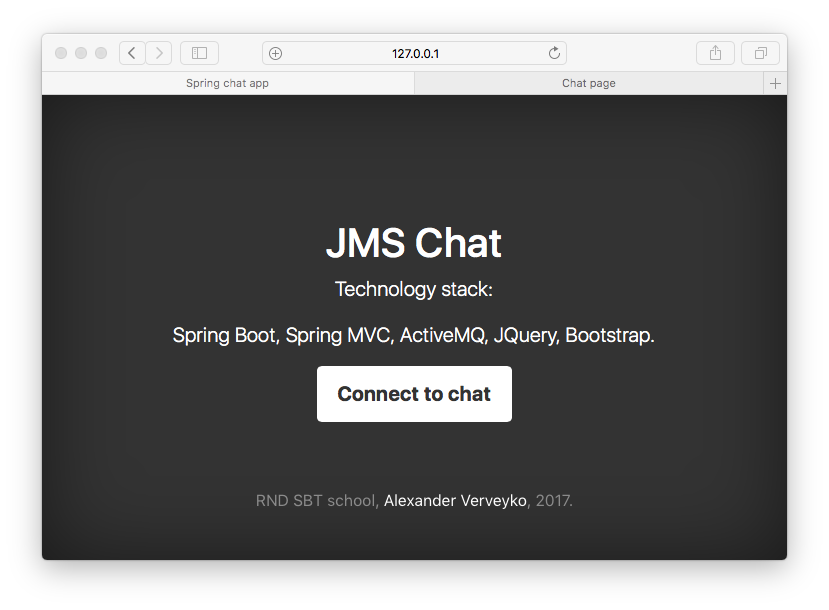 127.0.0.1
Spring chat app
Chat page
JMS Chat
Technology stack:
Spring Boot, Spring MVC, ActiveMQ, JQuery, Bootstrap.
Connect to chat
RND SBT school, Alexander Verveyko, 2017.